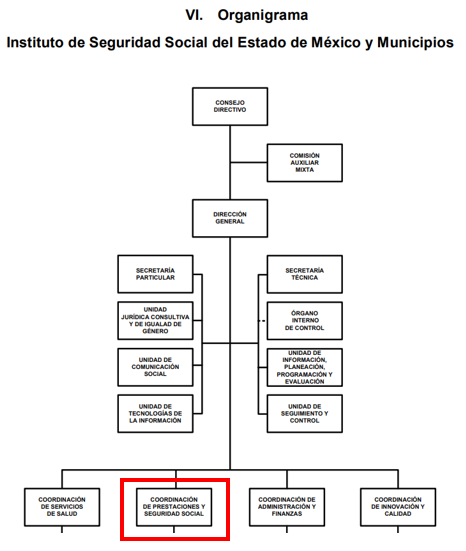 VI. Organigrama
Instituto de Seguridad Social del Estado de México y Municipios
CONSEJO
DIRECTIVO
COMISIÓN
AUXILIAR
MIXTA
DIRECCIÓN
GENERAL
SECRETARÍA
PARTICULAR
SECRETARÍA
TÉCNICA
UNIDAD
JURÍDICA CONSULTIVA
Y DE IGUALAD DE
GÉNERO
ÓRGANO
INTERNO
DE CONTROL
UNIDAD DE
COMUNICACIÓN
SOCIAL
UNIDAD DE
INFORMACIÓN,
PLANEACIÓN,
PROGRAMACIÓN Y
EVALUACIÓN
UNIDAD DE
TECNOLOGÍAS DE
LA INFORMACIÓN
UNIDAD DE
SEGUIMIENTO Y
CONTROL
COORDINACIÓN
DE SERVICIOS
DE SALUD
COORDINACIÓN
DE PRESTACIONES Y
SEGURIDAD SOCIAL
COORDINACIÓN DE
ADMINISTRACIÓN Y
FINANZAS
COORDINACIÓN
DE INNOVACIÓN Y
CALIDAD